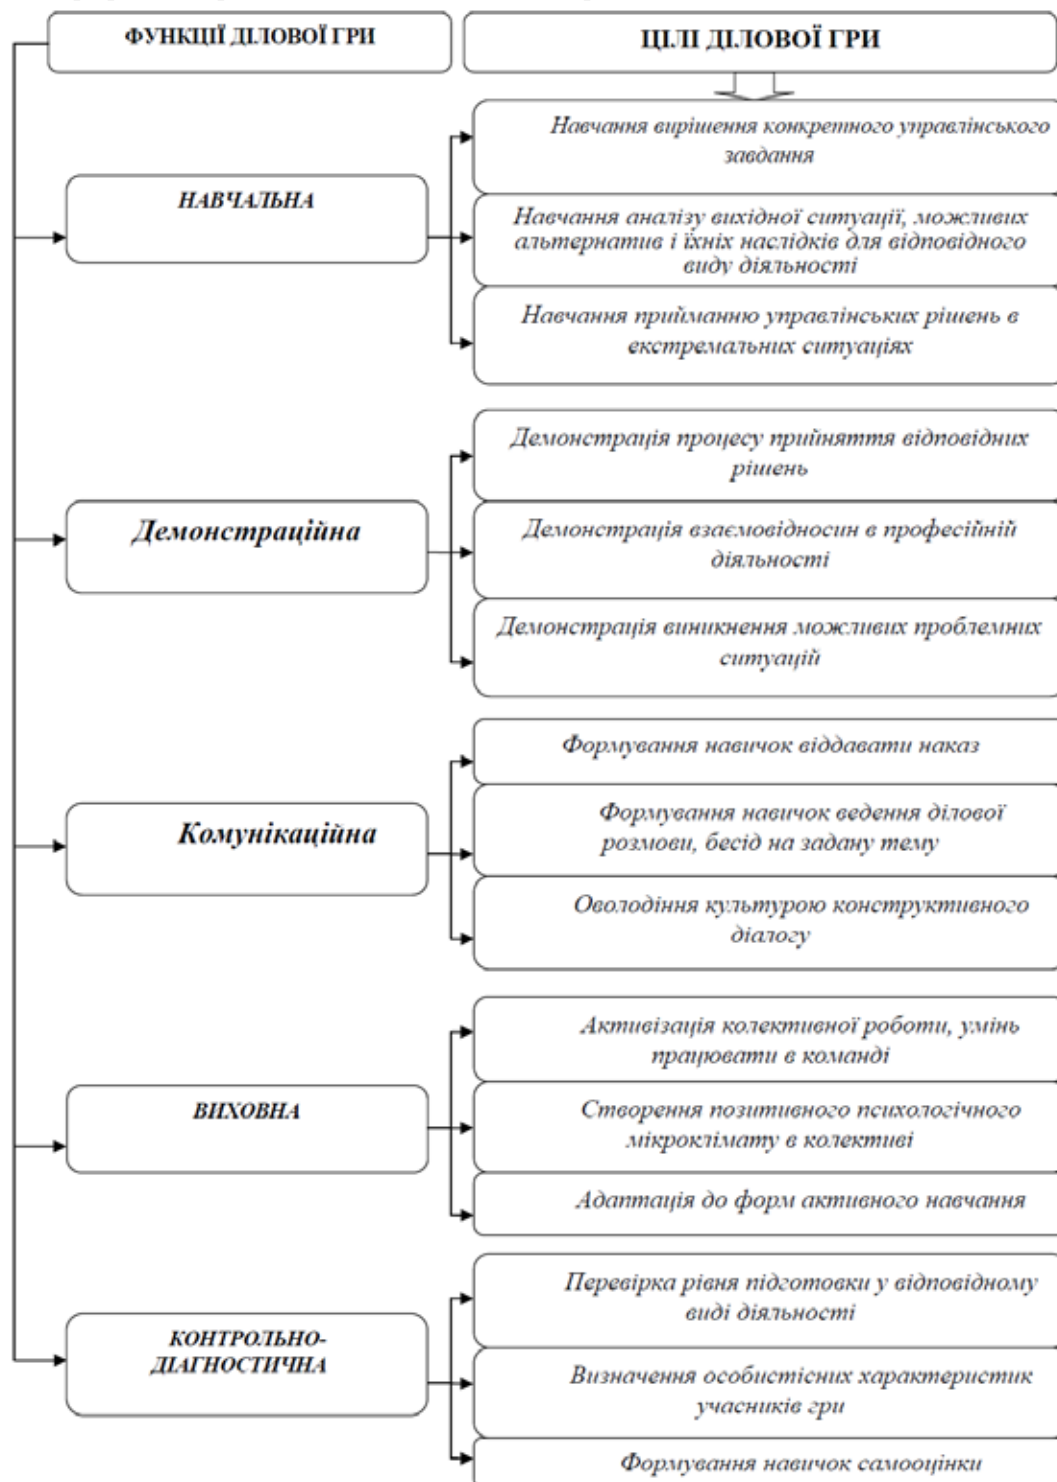 ФУНКЦІЇ ДІЛОВОЇ ГРИ
ЦІЛІ ДІЛОВОЇ ГРИ
НАВЧАЛЬНА
Навчання вирішення конкретного управлінського
завдання
Навчання аналізу вихідної ситуації, можливих
альтернатив і їхніх наслідків для відповідного
виду діяльності
Навчання прийманню управлінських рішень в
екстремальних ситуаціях
Демонстраційна
Демонстрація процесу прийняття відповідних
рішень
Демонстрація взаємовідносин в професійній
діяльності
Демонстрація виникнення можливих проблемних
ситуацій
Комунікаційна
Формування навичок віддавати наказ
Формування навичок ведення ділової
розмови, бесід на задану тему
Оволодіння культурою конструктивного
діалогу
ВИХОВНА
Активізація колективної роботи, умінь
працювати в команді
Створення позитивного психологічного
мікроклімату в колективі
Адаптація до форм активного навчання
КОНТРОЛЬНО-
ДІАГНОСТИЧНА
Перевірка рівня підготовки у відповідному
виді діяльності
Визначення особистісних характеристик
учасників гри
Формування навичок самооцінки